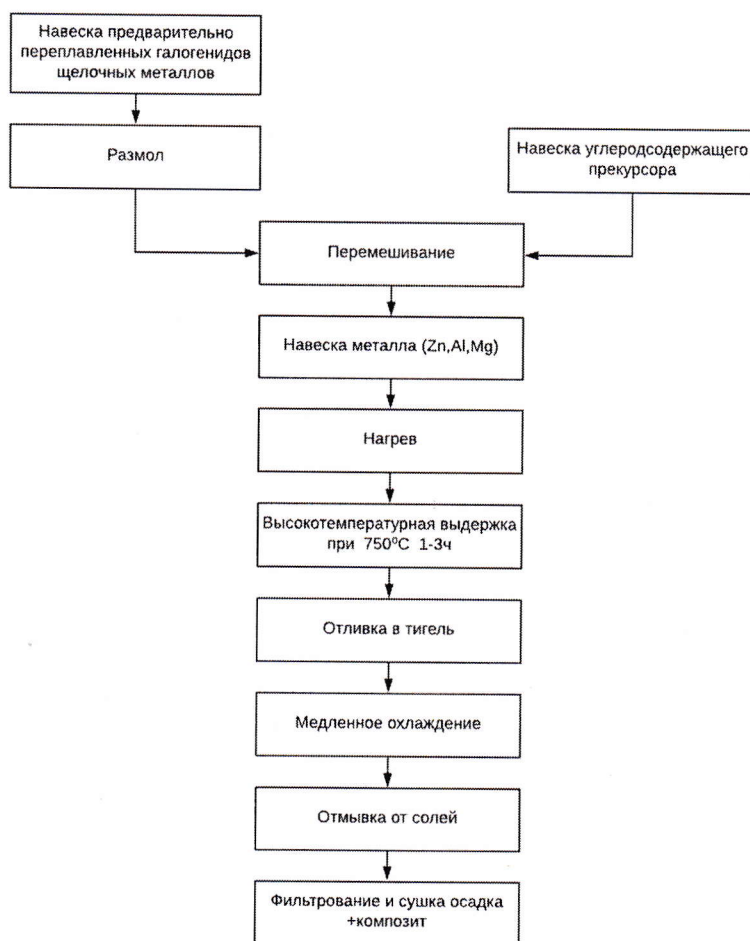 Навеска предварительно
переплавленных галогенидов
щелочных металлов
Размол
Навеска углеродсодержащего
прекурсора
Перемешивание
Навеска металла (Zn,Al,Mg)
Нагрев
Высокотемпературная выдержка
при 750⁰С 1-3ч
Отливка в тигель
Медленное охлаждение
Отмывка от солей
Фильтрование и сушка осадка
+композит